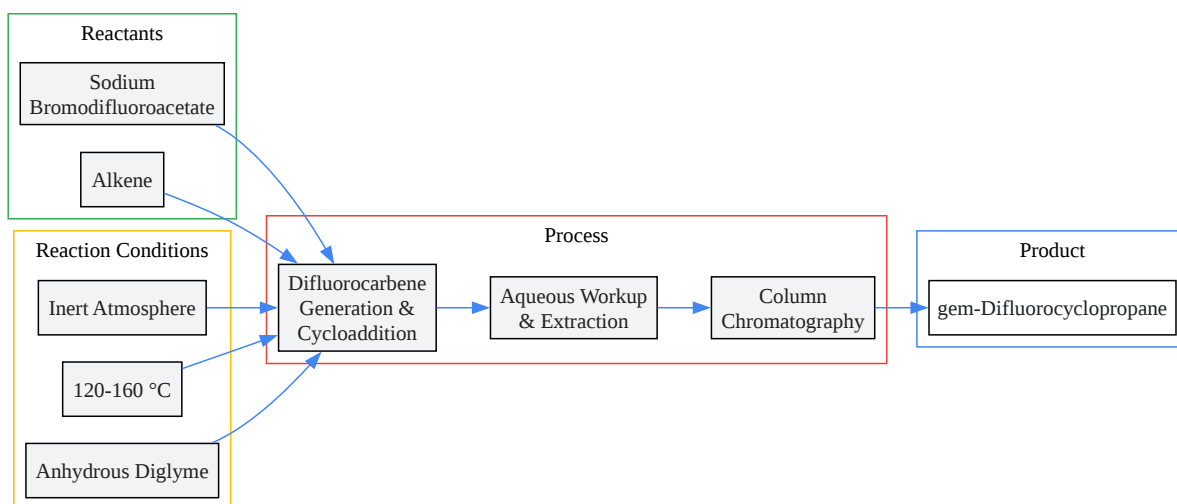 Reactants
Sodium
Bromodifluoroacetate
Alkene
Reaction Conditions
Inert Atmosphere
120-160 °C
Anhydrous Diglyme
Process
Difluorocarbene
Generation &
Cycloaddition
Aqueous Workup
& Extraction
Column
Chromatography
Product
gem-Difluorocyclopropane